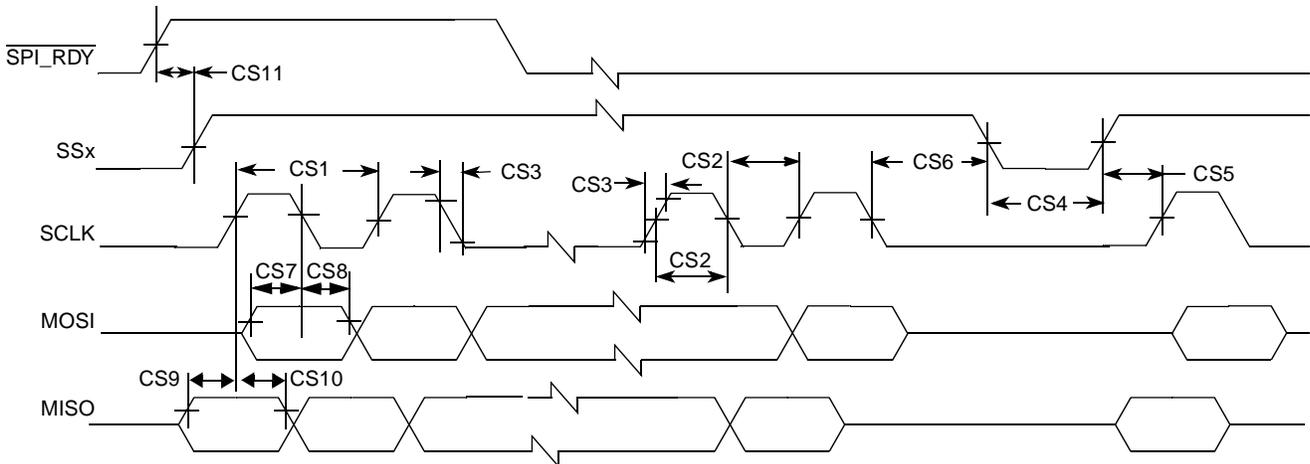 SPI_RDY
CS11
SSx
CS1
CS3
CS3
CS2
CS6
CS5
CS4
SCLK
CS2
CS7
CS8
MOSI
CS9
CS10
MISO